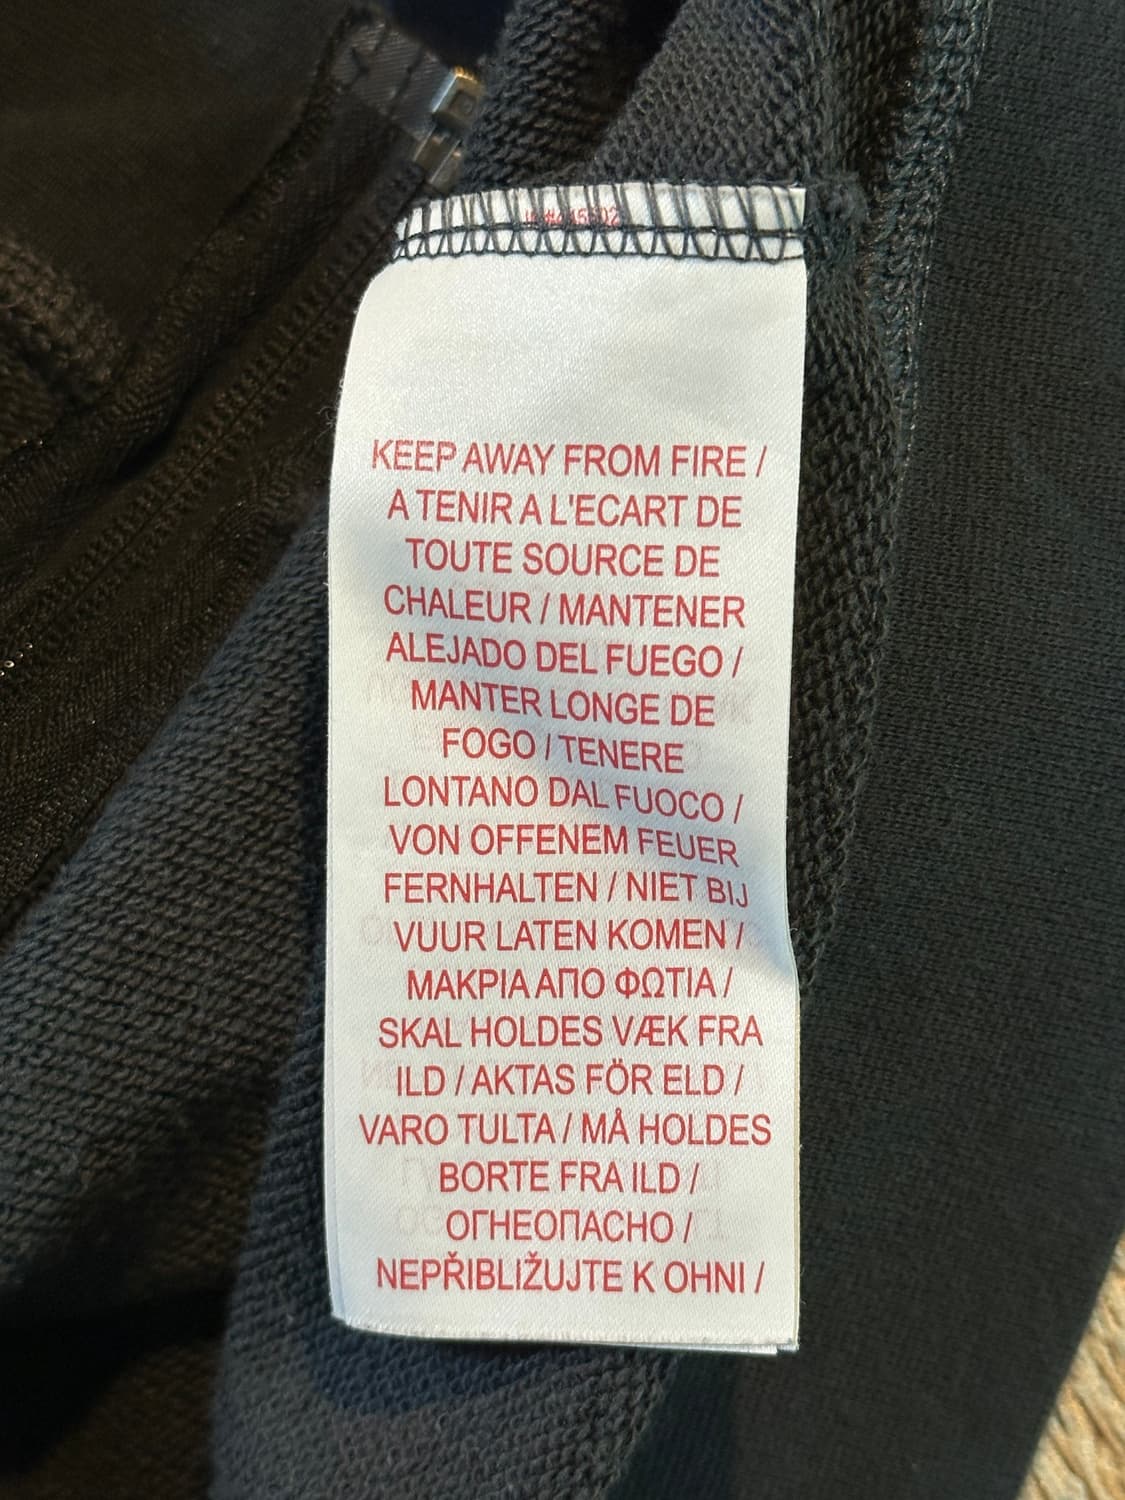 KEEP AWAY FROM FIRE /
A TENIR A L'ECART DE
TOUTE SOURCE DE
CHALEUR / MANTENER
ALEJADO DEL FUEGO /
MANTER LONGE DE
FOGO / TENERE
LONTANO DAL FUOCO /
VON OFFENEM FEUER
FERNHALTEN / NIET BIJ
VUUR LATEN KOMEN /
ΜΑΚΡΙΑ ΑΠΟ ΦΩΤΙΑ /
SKAL HOLDES VÆK FRA
ILD / AKTAS FÖR ELD /
VARO TULTA / MÅ HOLDES
BORTE FRA ILD /
ОГНЕОПАСНО /
NEPŘIBLIŽUJTE K OHNI /